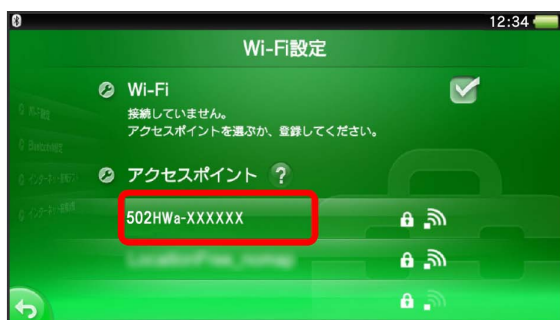 12:34
Wi-Fi設定
Wi-Fi
接続していません。
アクセスポイントを選ぶか、登録してください。
アクセスポイント ?
502HWa-XXXXXX